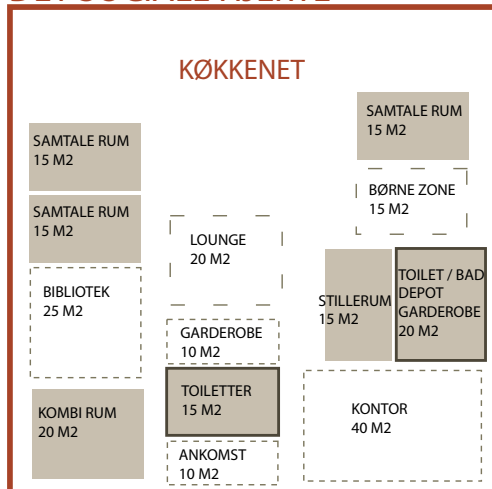 KØKKENET
SAMTALE RUM
15 M2
SAMTALE RUM
15 M2
BØRNE ZONE
15 M2
SAMTALE RUM
15 M2
LOUNGE
20 M2
BIBLIOTEK
25 M2
STILLERUM
15 M2
TOILET / BAD
DEPOT
GARDEROBE
20 M2
GARDEROBE
10 M2
TOILETTER
15 M2
KOMBI RUM
20 M2
KONTOR
40 M2
ANKOMST
10 M2